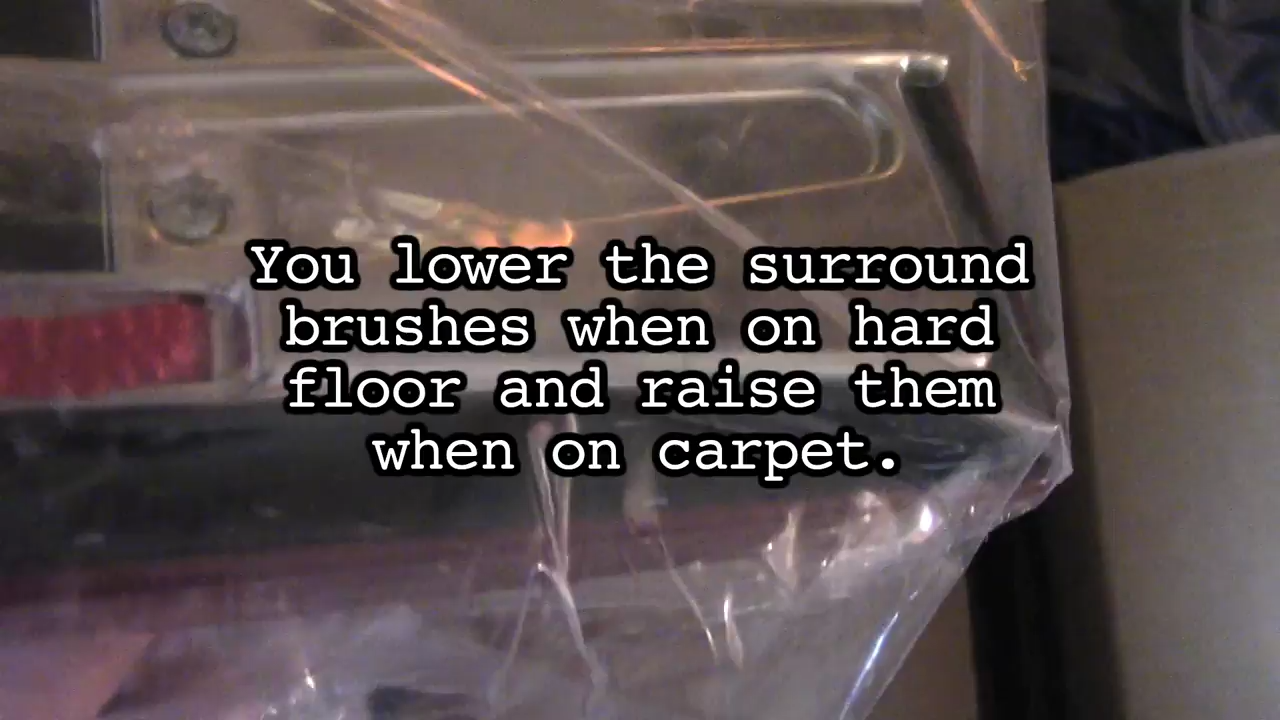 You lower the surround
brushes when on hard
floor and raise them
when on carpet.